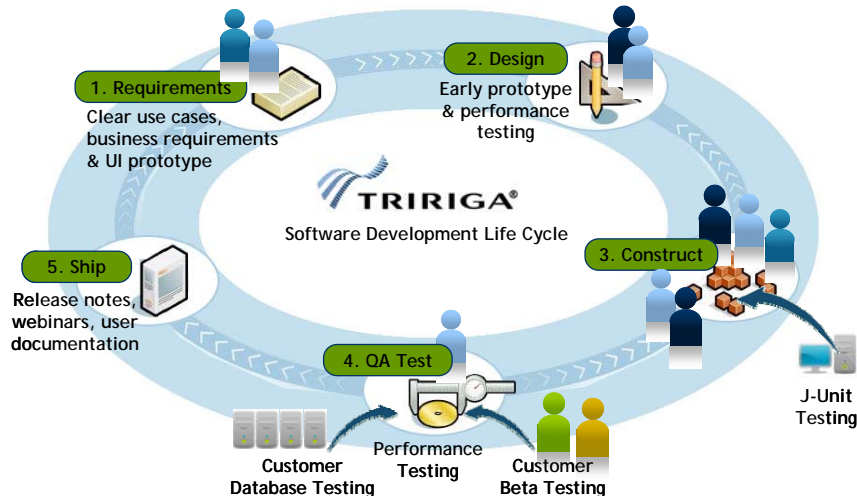 1. Requirements
Clear use cases,
business requirements
& UI prototype
2. Design
Early prototype
& performance
testing
TRIRIGA®
Software Development Life Cycle
3. Construct
J-Unit
Testing
4. QA Test
Performance
Testing
Customer
Database Testing
Customer
Beta Testing
5. Ship
Release notes,
webinars, user
documentation